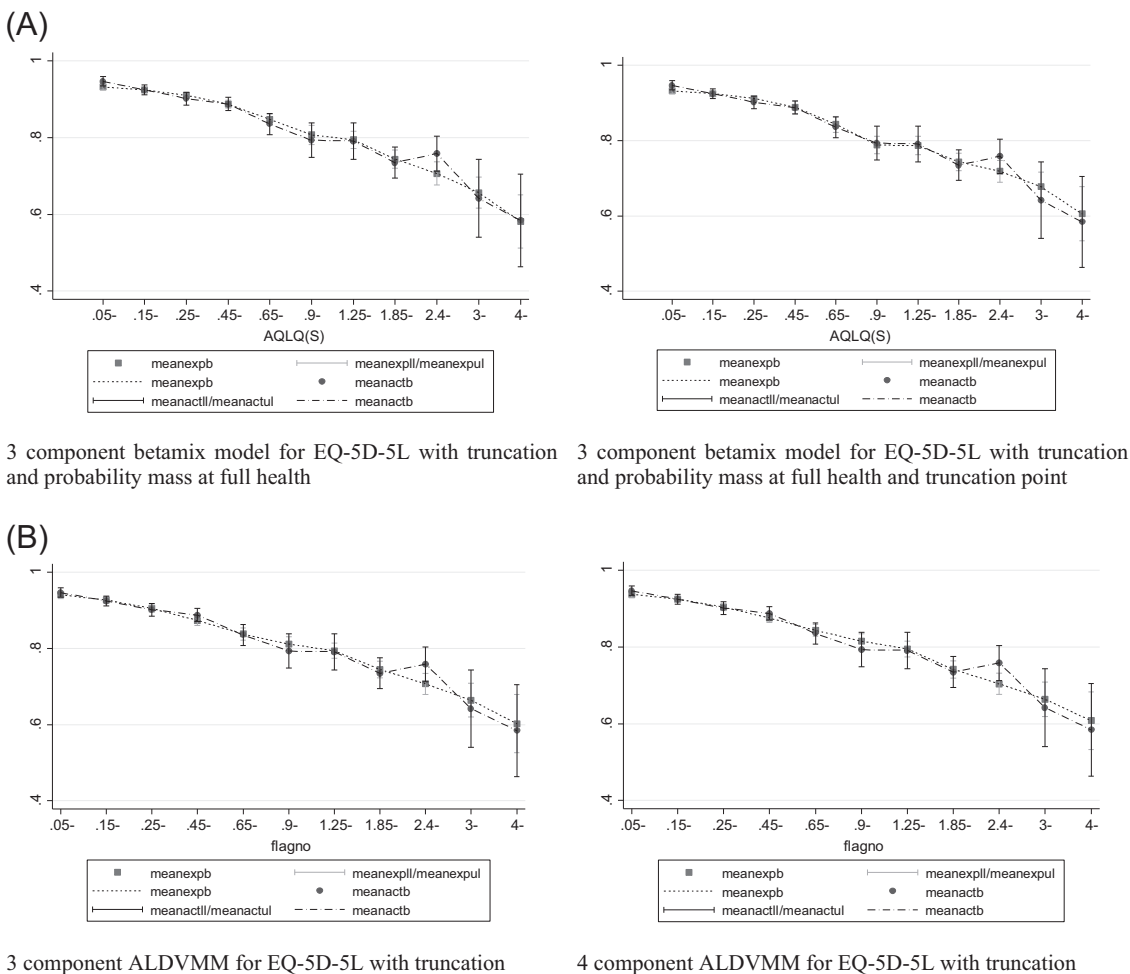 (A)
1
.8
.6
.4
.05- .15- .25- .45- .65- .9- 1.25- 1.85- 2.4- 3- 4-
AQLQ(S)
meanexpb meanexpll/meanexpul
meanexpb meanactb
meanactll/meanactul meanactb
3 component betamix model for EQ-5D-5L with truncation
and probability mass at full health
1
.8
.6
.4
.05- .15- .25- .45- .65- .9- 1.25- 1.85- 2.4- 3- 4-
AQLQ(S)
meanexpb meanexpll/meanexpul
meanexpb meanactb
meanactll/meanactul meanactb
3 component betamix model for EQ-5D-5L with truncation
and probability mass at full health and truncation point
(B)
1
.8
.6
.4
.05- .15- .25- .45- .65- .9- 1.25- 1.85- 2.4- 3- 4-
flagno
meanexpb meanexpll/meanexpul
meanexpb meanactb
meanactll/meanactul meanactb
3 component ALDVMM for EQ-5D-5L with truncation
1
.8
.6
.4
.05- .15- .25- .45- .65- .9- 1.25- 1.85- 2.4- 3- 4-
flagno
meanexpb meanexpll/meanexpul
meanexpb meanactb
meanactll/meanactul meanactb
4 component ALDVMM for EQ-5D-5L with truncation